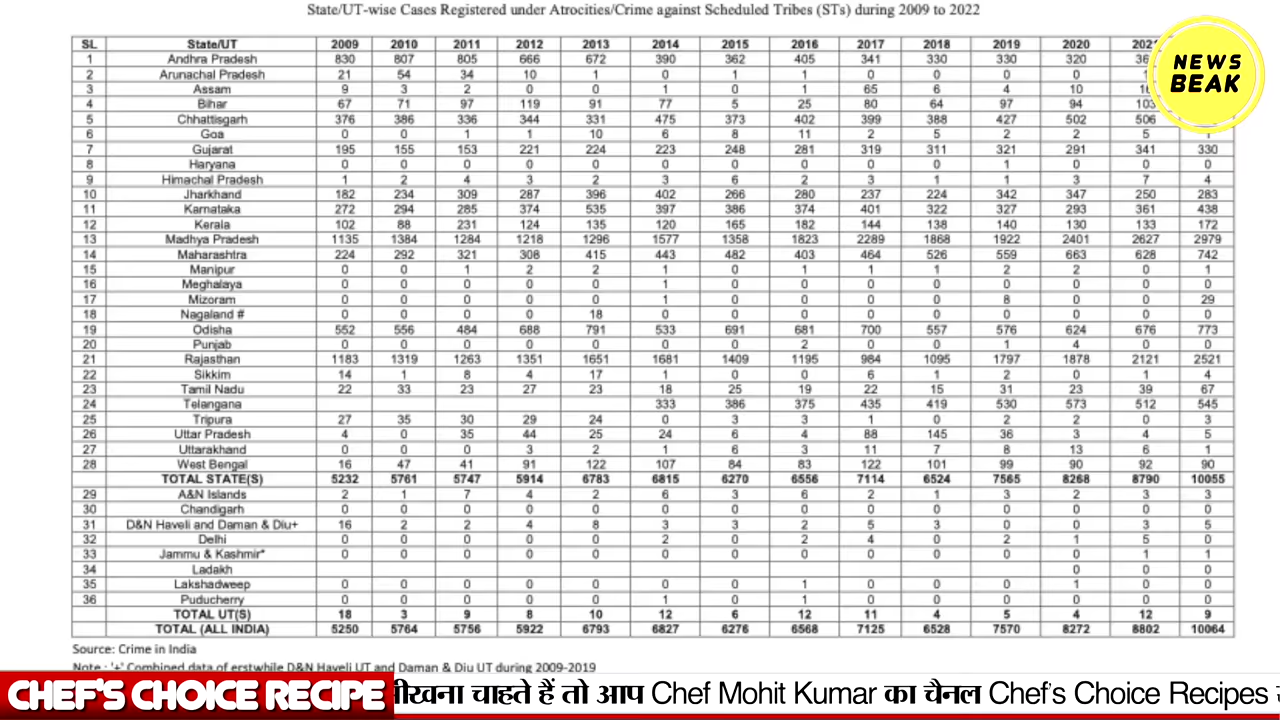 State/UT-wise Cases Registered under Atrocities/Crime against Scheduled Tribes (STs) during 2009 to 2022
SL State/UT 2009 2010 2011 2012 2013 2014 2015 2016 2017 2018 2019 2020
1 Andhra Pradesh 830 807 805 666 672 390 362 405 341 330 330 320
2 Arunachal Pradesh 21 54 34 10 1 0 1 1 0 0 0 0
3 Assam 9 3 2 0 0 1 0 1 65 6 4 10
4 Bihar 67 71 97 119 91 77 5 25 80 64 97 94 103
5 Chhattisgarh 376 386 336 344 331 475 373 402 399 388 427 502 506
6 Goa 0 0 1 1 10 6 8 11 2 5 2 2 5 1
7 Gujarat 195 155 153 221 224 223 248 281 319 311 321 291 341 330
8 Haryana 0 0 0 0 0 0 0 0 0 0 1 0 0 0
9 Himachal Pradesh 1 2 4 3 2 3 6 2 3 1 1 3 7 4
10 Jharkhand 182 234 309 287 396 402 266 280 237 224 342 347 250 283
11 Karnataka 272 294 285 374 535 397 386 374 401 322 327 293 361 438
12 Kerala 102 88 231 124 135 120 165 182 144 138 140 130 133 172
13 Madhya Pradesh 1135 1384 1284 1218 1296 1577 1358 1823 2289 1868 1922 2401 2627 2979
14 Maharashtra 224 292 321 308 415 443 482 403 464 526 559 663 628 742
15 Manipur 0 0 1 2 2 1 0 1 1 1 2 2 0 1
16 Meghalaya 0 0 0 0 0 1 0 0 0 0 0 0 0 0
17 Mizoram 0 0 0 0 0 1 0 0 0 0 8 0 0 29
18 Nagaland # 0 0 0 0 18 0 0 0 0 0 0 0 0 0
19 Odisha 552 556 484 688 791 533 691 681 700 557 576 624 676 773
20 Punjab 0 0 0 0 0 0 0 2 0 0 1 4 0 0
21 Rajasthan 1183 1319 1263 1351 1651 1681 1409 1195 984 1095 1797 1878 2121 2521
22 Sikkim 14 1 8 4 17 1 0 0 6 1 2 0 1 4
23 Tamil Nadu 22 33 23 27 23 18 25 19 22 15 31 23 39 67
24 Telangana 333 386 375 435 419 530 573 512 545
25 Tripura 27 35 30 29 24 0 3 3 1 0 2 2 0 3
26 Uttar Pradesh 4 0 35 44 25 24 6 4 88 145 36 3 4 5
27 Uttarakhand 0 0 0 3 2 1 6 3 11 7 8 13 6 1
28 West Bengal 16 47 41 91 122 107 84 83 122 101 99 90 92 90
TOTAL STATE(S) 5232 5761 5747 5914 6783 6815 6270 6556 7114 6524 7565 8268 8790 10055
29 A&N Islands 2 1 7 4 2 6 3 6 2 1 3 2 3 3
30 Chandigarh 0 0 0 0 0 0 0 0 0 0 0 0 0 0
31 D&N Haveli and Daman & Diu+ 16 2 2 4 8 3 3 2 5 3 0 0 3 5
32 Delhi 0 0 0 0 0 2 0 2 4 0 2 1 5 0
33 Jammu & Kashmir* 0 0 0 0 0 0 0 0 0 0 0 0 1 1
34 Ladakh 0 0 0
35 Lakshadweep 0 0 0 0 0 0 0 1 0 0 0 1 0 0
36 Puducherry 0 0 0 0 0 1 0 1 0 0 0 0 0 0
TOTAL UT(S) 18 3 9 8 10 12 6 12 11 4 5 4 12 9
TOTAL (ALL INDIA) 5250 5764 5756 5922 6793 6827 6276 6568 7125 6528 7570 8272 8802 10064
Source: Crime in India
Note : '+' Combined data of erstwhile D&N Haveli UT and Daman & Diu UT during 2009-2019
NEWS
BEAK
CHEF'S CHOICE RECIPE चाहते हैं तो आप Chef Mohit Kumar का चैनल Chef's Choice Recipes